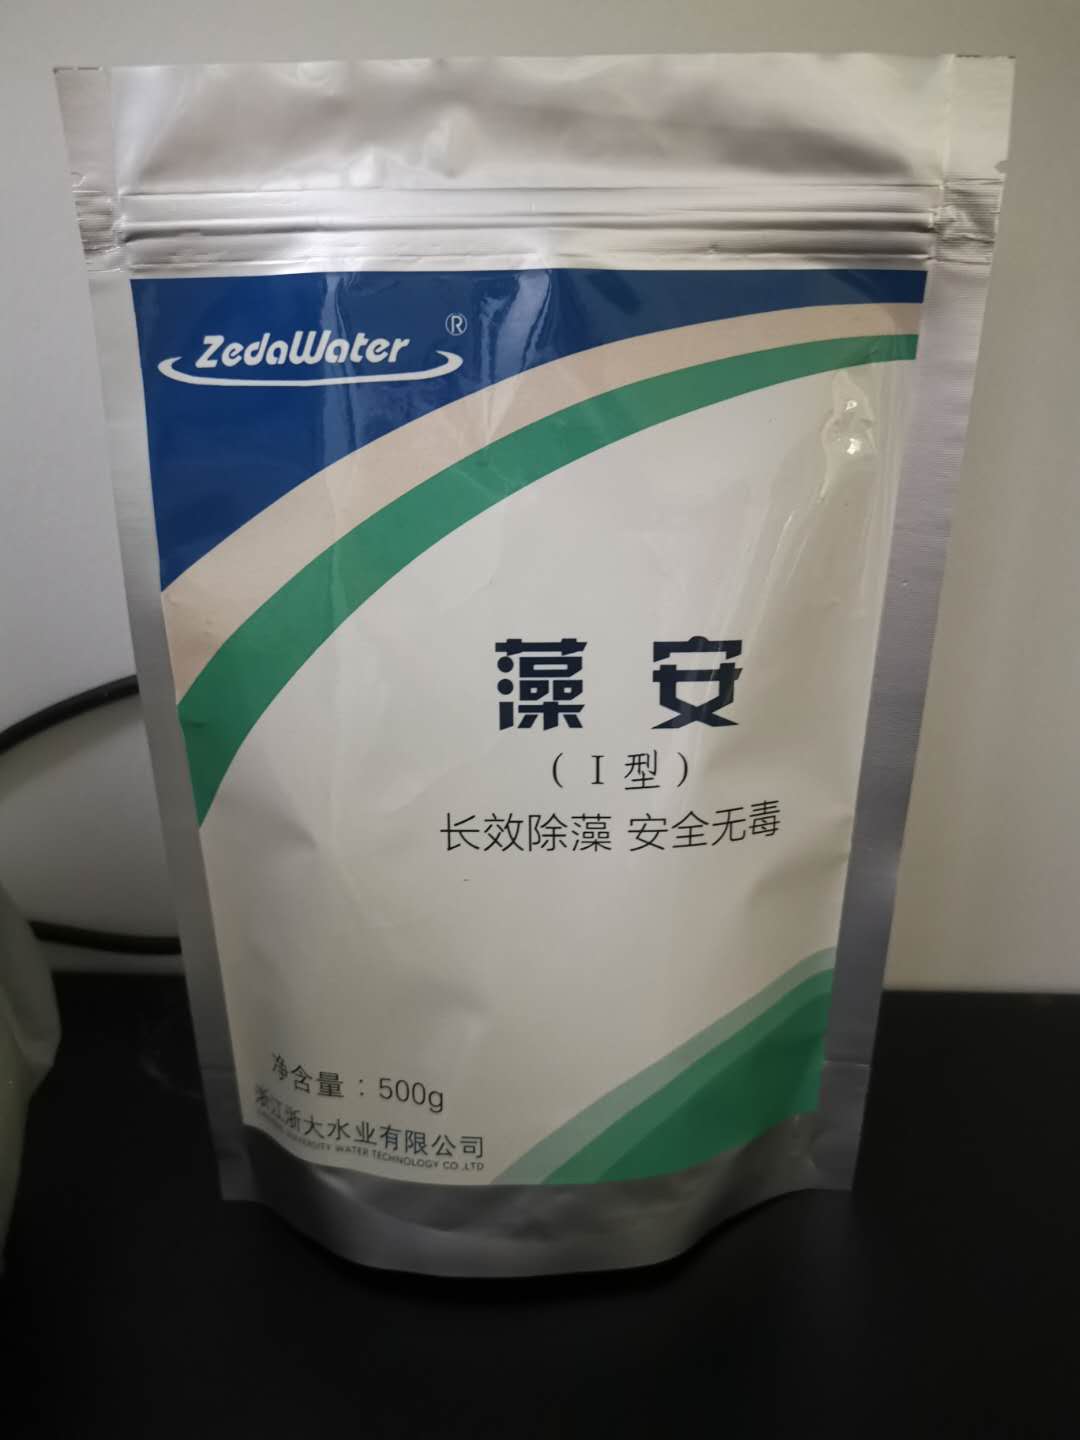 ZedaWater ®
藻安
(Ⅰ型)
长效除藻 安全无毒
净含量：500g
浙江浙大水业有限公司
UNIVERSITY WATER TECHNOLOGY CO.,LTD